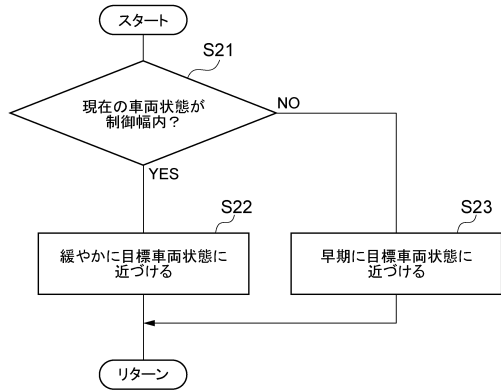 スタート
S21
現在の車両状態が
制御幅内？
NO
YES
S22
緩やかに目標車両状態に
近づける
S23
早期に目標車両状態に
近づける
リターン